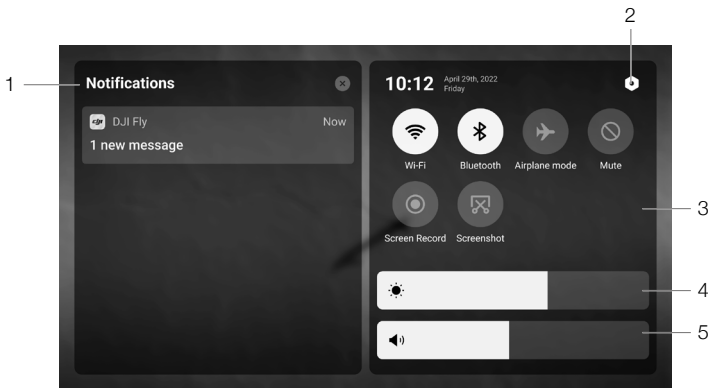 2
1
Notifications
DJI Fly Now
1 new message
10:12
April 29th, 2022
Friday
Wi-Fi Bluetooth Airplane mode Mute
Screen Record Screenshot
3
4
5